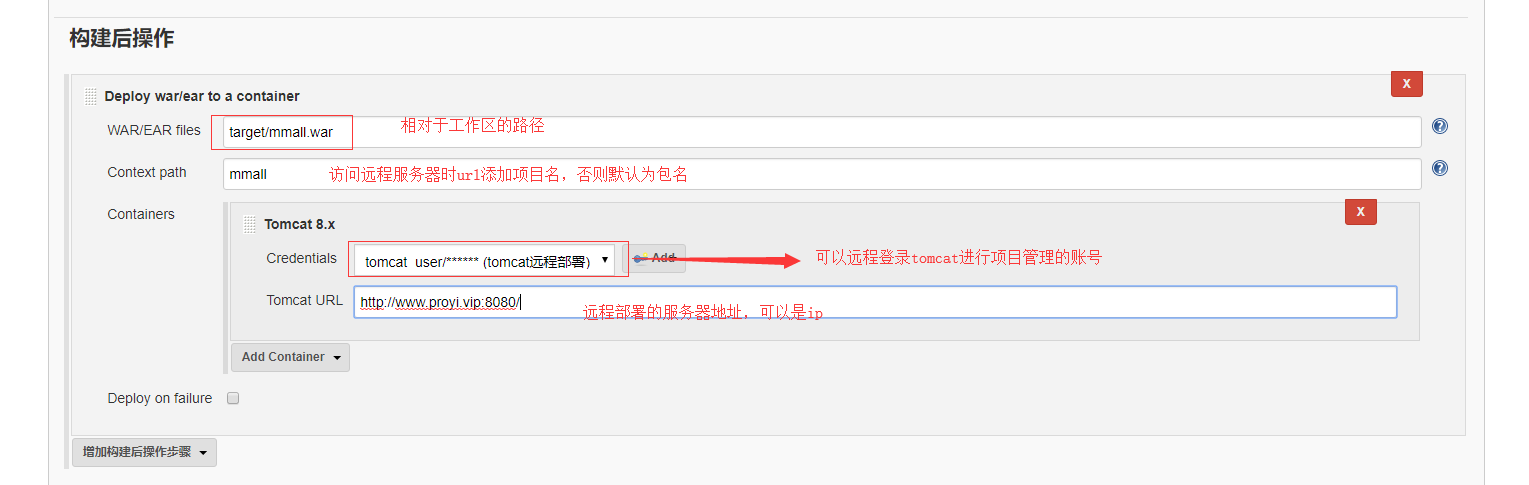 构建后操作
X
Deploy war/ear to a container
WAR/EAR files target/mmall.war 相对于工作区的路径 ?
Context path mmall 访问远程服务器时url添加项目名，否则默认为包名 ?
Containers
X
Tomcat 8.x
Credentials tomcat_user/****** (tomcat远程部署) Add 可以远程登录tomcat进行项目管理的账号
Tomcat URL http://www.proyi.vip:8080/ 远程部署的服务器地址，可以是ip
Add Container
Deploy on failure
增加构建后操作步骤